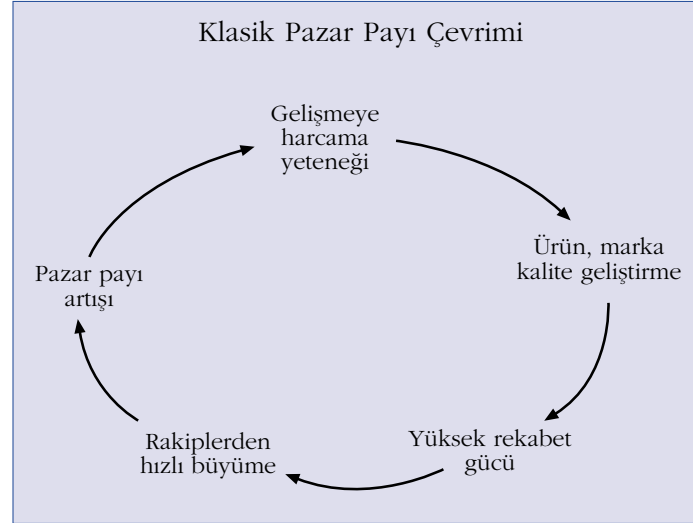 Klasik Pazar Payı Çevrimi
Gelişmeye
harcama
yeteneği
Ürün, marka
kalite geliştirme
Yüksek rekabet
gücü
Rakiplerden
hızlı büyüme
Pazar payı
artışı